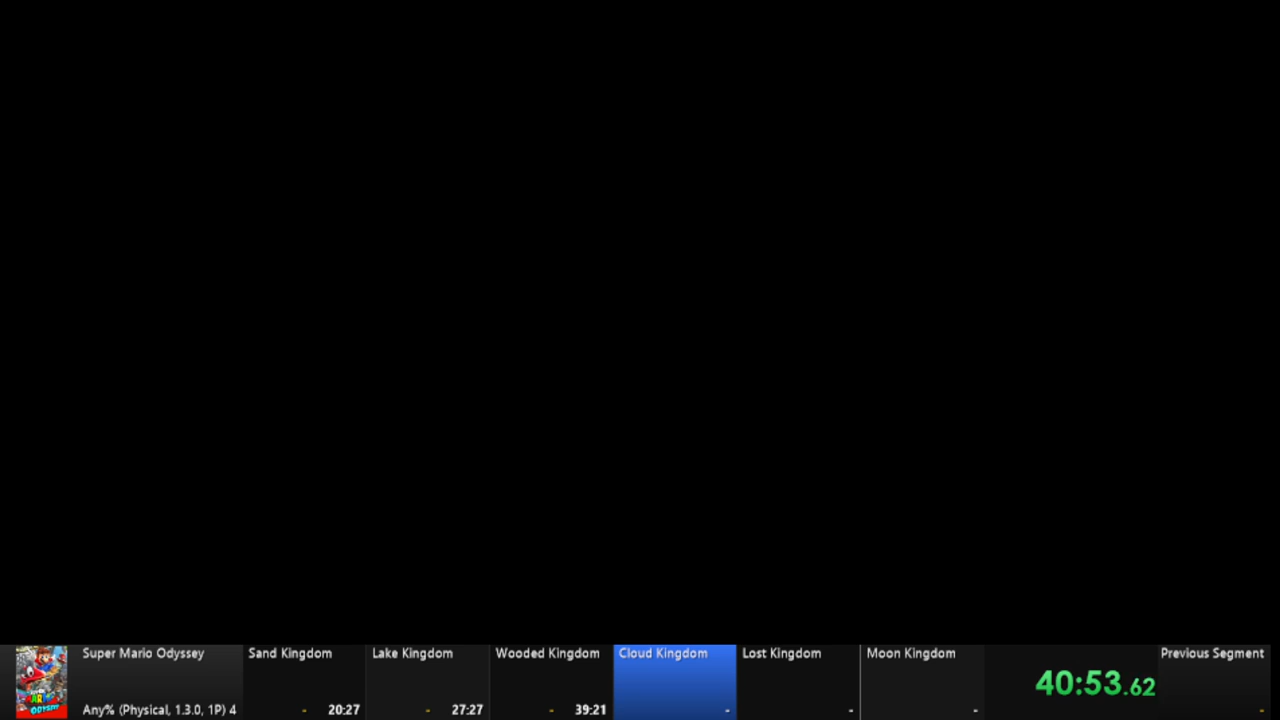 Super Mario Odyssey
Any% (Physical, 1.3.0, 1P) 4
Sand Kingdom
- 20:27
Lake Kingdom
- 27:27
Wooded Kingdom
- 39:21
Cloud Kingdom
-
Lost Kingdom
-
Moon Kingdom
-
40:53.62
Previous Segment
-